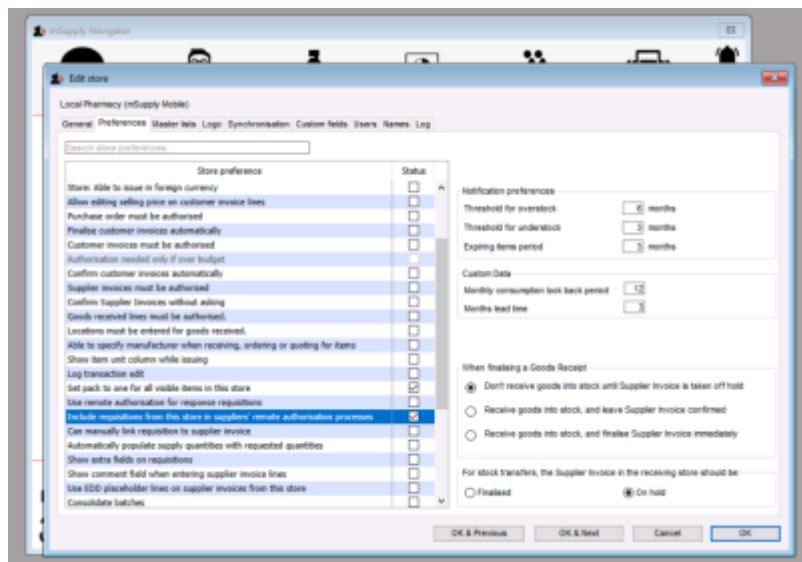 mSupply Navigator
Edit store
Local Pharmacy (mSupply Mobile)
General Preferences Master lists Logo Synchronisation Custom fields Users Names Log
Search store preferences...
Store preference Status
Store: Able to issue in foreign currency
Allow editing selling price on customer invoice lines
Purchase order must be authorised
Finalise customer invoices automatically
Customer invoices must be authorised
Authorisation needed only if over budget
Confirm customer invoices automatically
Supplier invoices must be authorised
Confirm Supplier Invoices without asking
Goods received lines must be authorised.
Locations must be entered for goods received.
Able to specify manufacturer when receiving, ordering or quoting for items
Show item unit column while issuing
Log transaction edit
Set pack to one for all visible items in this store
Use remote authorisation for response requisitions
Include requisitions from this store in suppliers' remote authorisation processes
Can manually link requisition to supplier invoice
Automatically populate supply quantities with requested quantities
Show extra fields on requisitions
Show comment field when entering supplier invoice lines
Use EDD placeholder lines on supplier invoices from this store
Consolidate batches
Notification preferences
Threshold for overstock 6 months
Threshold for understock 3 months
Expiring items period 3 months
Custom Data
Monthly consumption look back period 12
Months lead time 3
When finalising a Goods Receipt
Don't receive goods into stock until Supplier Invoice is taken off hold
Receive goods into stock, and leave Supplier Invoice confirmed
Receive goods into stock, and finalise Supplier Invoice immediately
For stock transfers, the Supplier Invoice in the receiving store should be
Finalised On hold
OK & Previous OK & Next Cancel OK